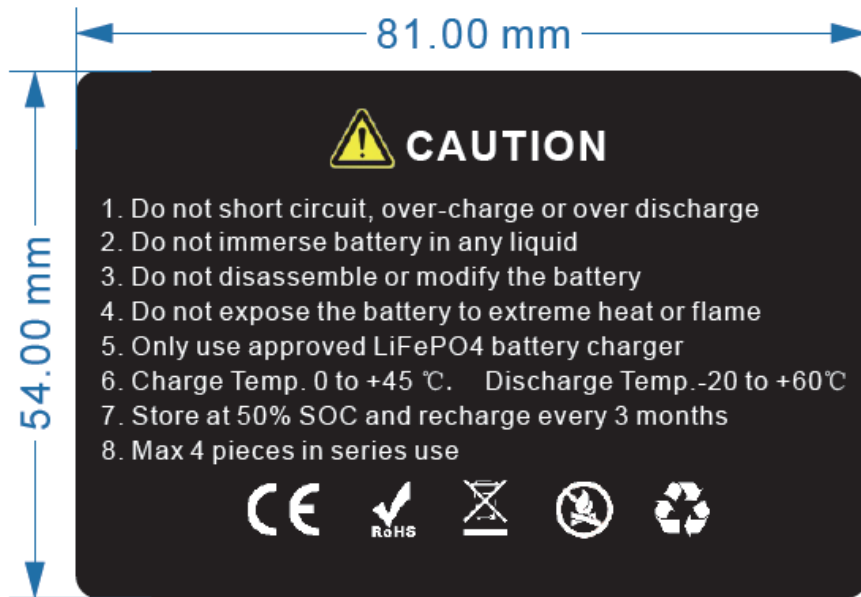 81.00 mm
54.00 mm
CAUTION
1. Do not short circuit, over-charge or over discharge
2. Do not immerse battery in any liquid
3. Do not disassemble or modify the battery
4. Do not expose the battery to extreme heat or flame
5. Only use approved LiFePO4 battery charger
6. Charge Temp. 0 to +45 ℃. Discharge Temp.-20 to +60℃
7. Store at 50% SOC and recharge every 3 months
8. Max 4 pieces in series use
CE RoHS